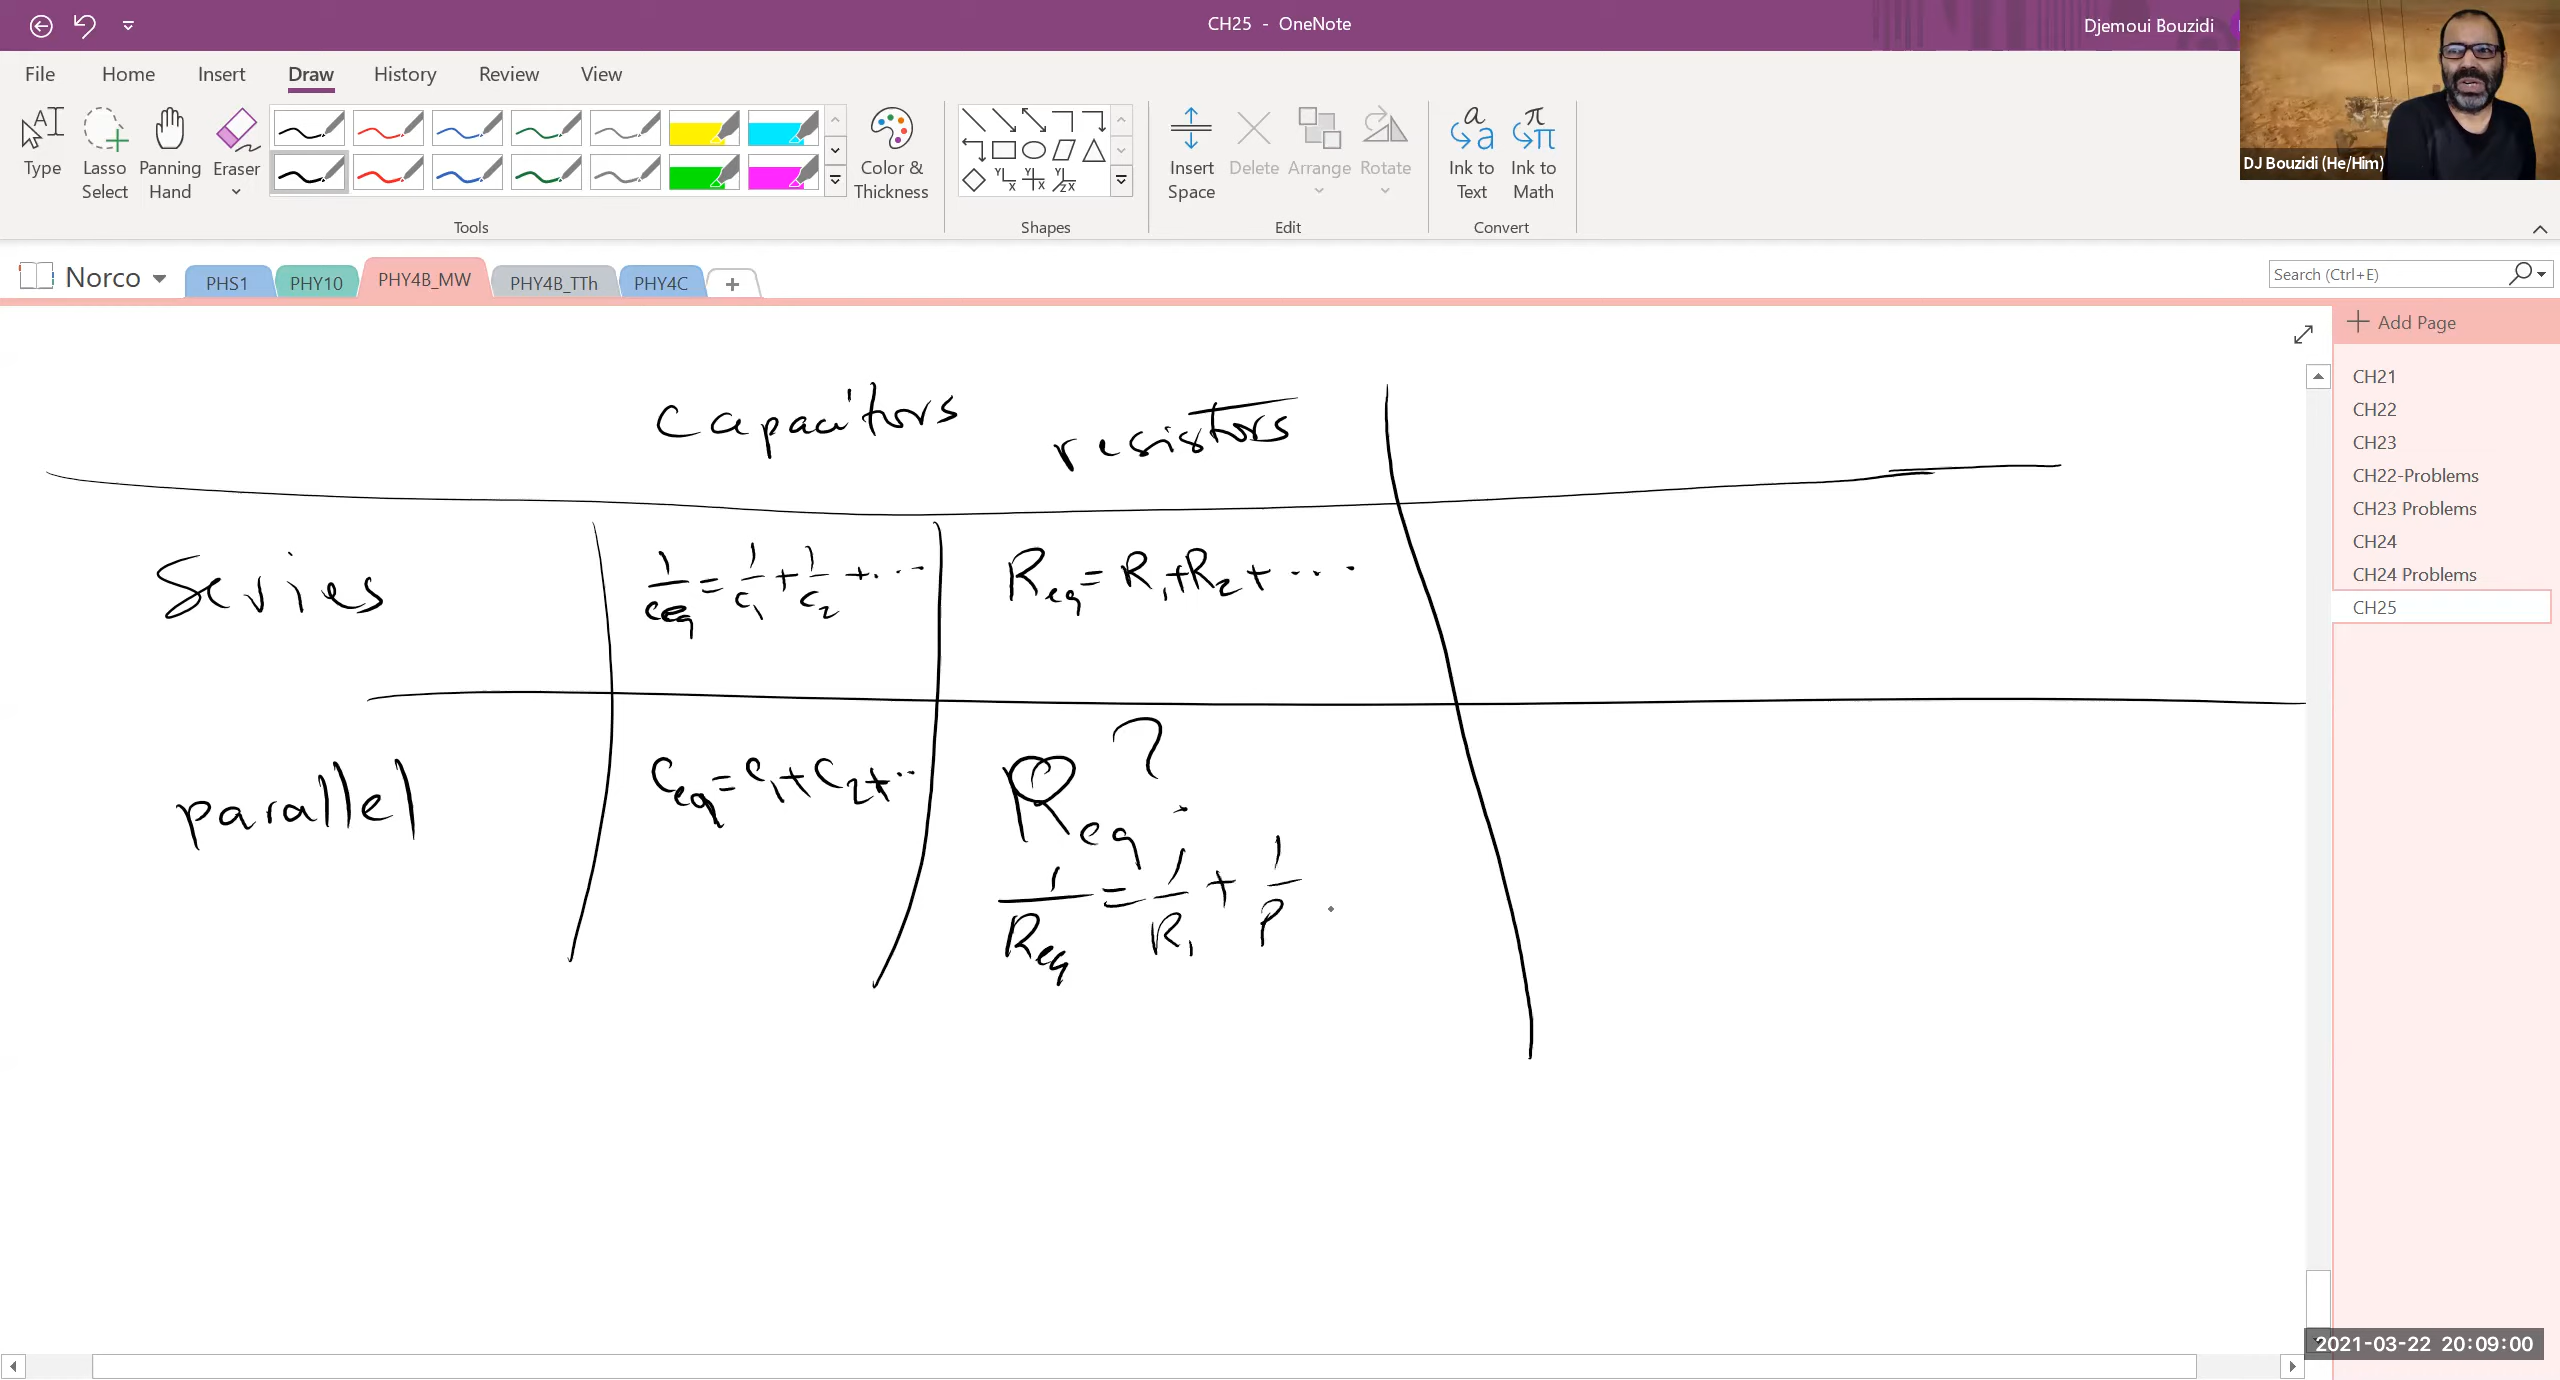 CH25 - OneNote
Djemoui Bouzidi
File Home Insert Draw History Review View
Type
Lasso Select
Panning Hand
Eraser
Color & Thickness
Insert Space
Delete
Arrange
Rotate
Ink to Text
Ink to Math
Tools
Shapes
Edit
Convert
DJ Bouzidi (He/Him)
Norco PHS1 PHY10 PHY4B_MW PHY4B_TTh PHY4C +
Search (Ctrl+E)
Add Page
CH21
CH22
CH23
CH22-Problems
CH23 Problems
CH24
CH24 Problems
CH25
capacitors resistors
Series 1/Ceq = 1/C1 + 1/C2 + ... Req = R1 + R2 + ...
parallel Ceq = C1 + C2 + ... Req ?
1/Req = 1/R1 + 1/P
2021-03-22 20:09:00